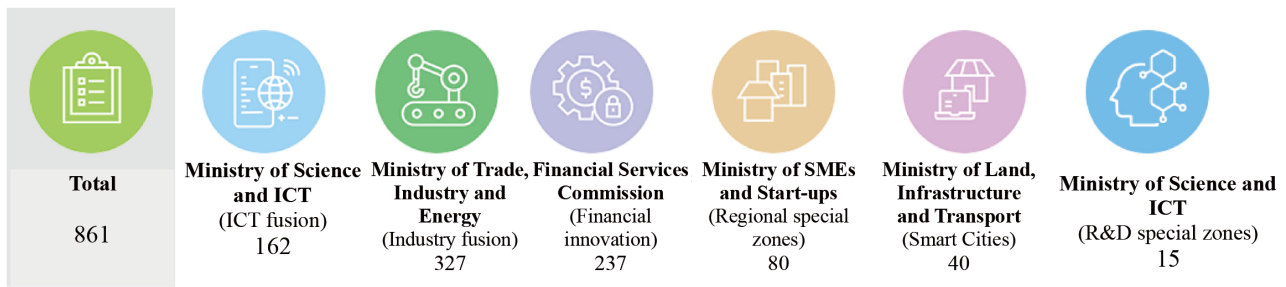 Total
861
Ministry of Science
and ICT
(ICT fusion)
162
Ministry of Trade,
Industry and
Energy
(Industry fusion)
327
Financial Services
Commission
(Financial
innovation)
237
Ministry of SMEs
and Start-ups
(Regional special
zones)
80
Ministry of Land,
Infrastructure
and Transport
(Smart Cities)
40
Ministry of Science and
ICT
(R&D special zones)
15